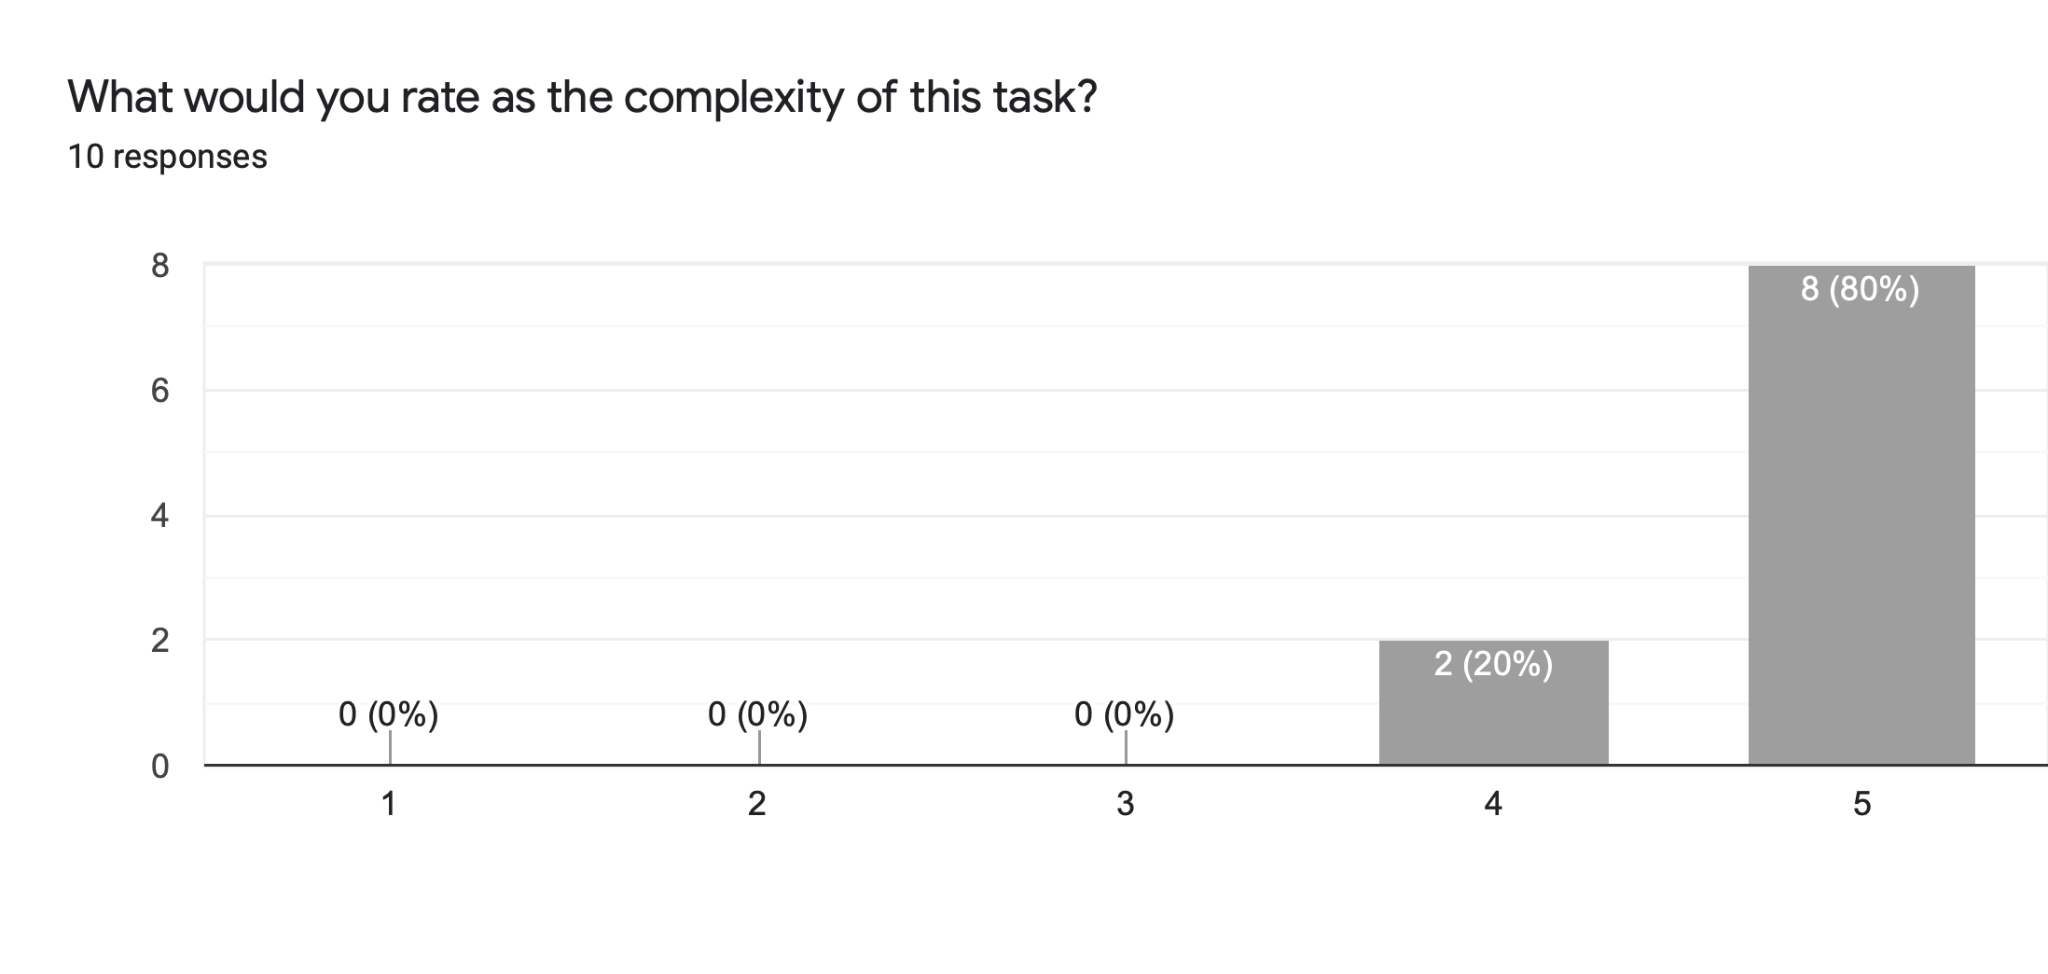 What would you rate as the complexity of this task?
10 responses
8
8 (80%)
6
4
2
2 (20%)
0 (0%) 0 (0%) 0 (0%)
0
1 2 3 4 5